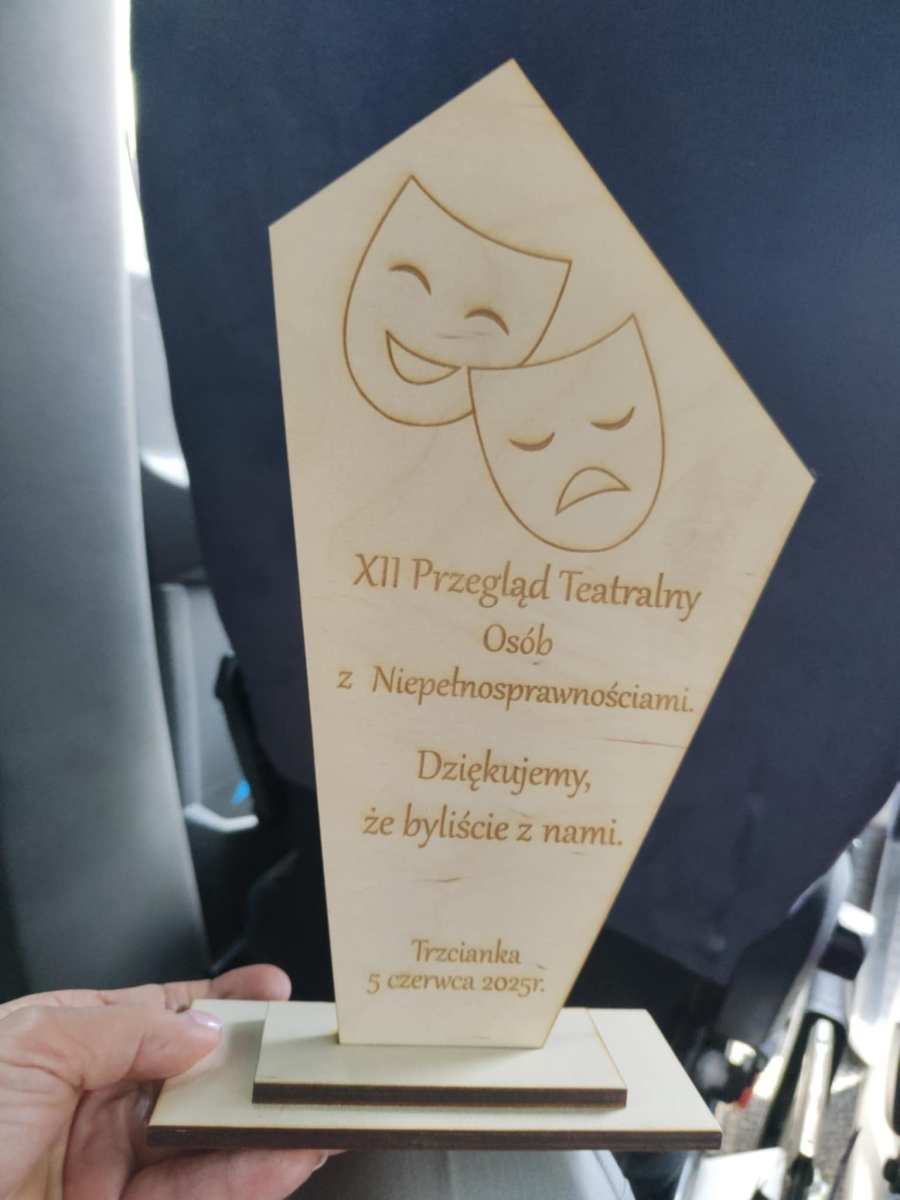 XII Przegląd Teatralny
Osób
z Niepełnosprawnościami.
Dziękujemy,
że byliście z nami.
Trzcianka
5 czerwca 2025r.